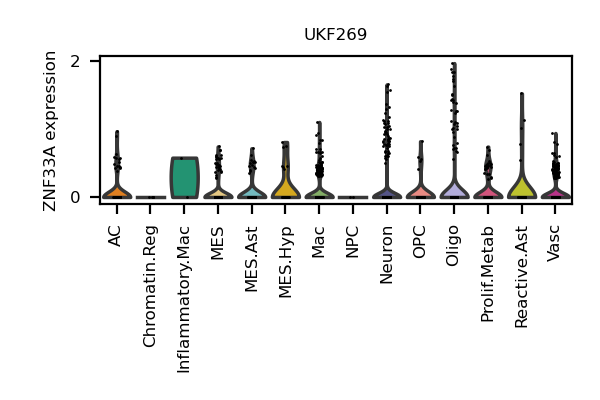 UKF269
ZNF33A expression
2
0
AC
Chromatin.Reg
Inflammatory.Mac
MES
MES.Ast
MES.Hyp
Mac
NPC
Neuron
OPC
Oligo
Prolif.Metab
Reactive.Ast
Vasc